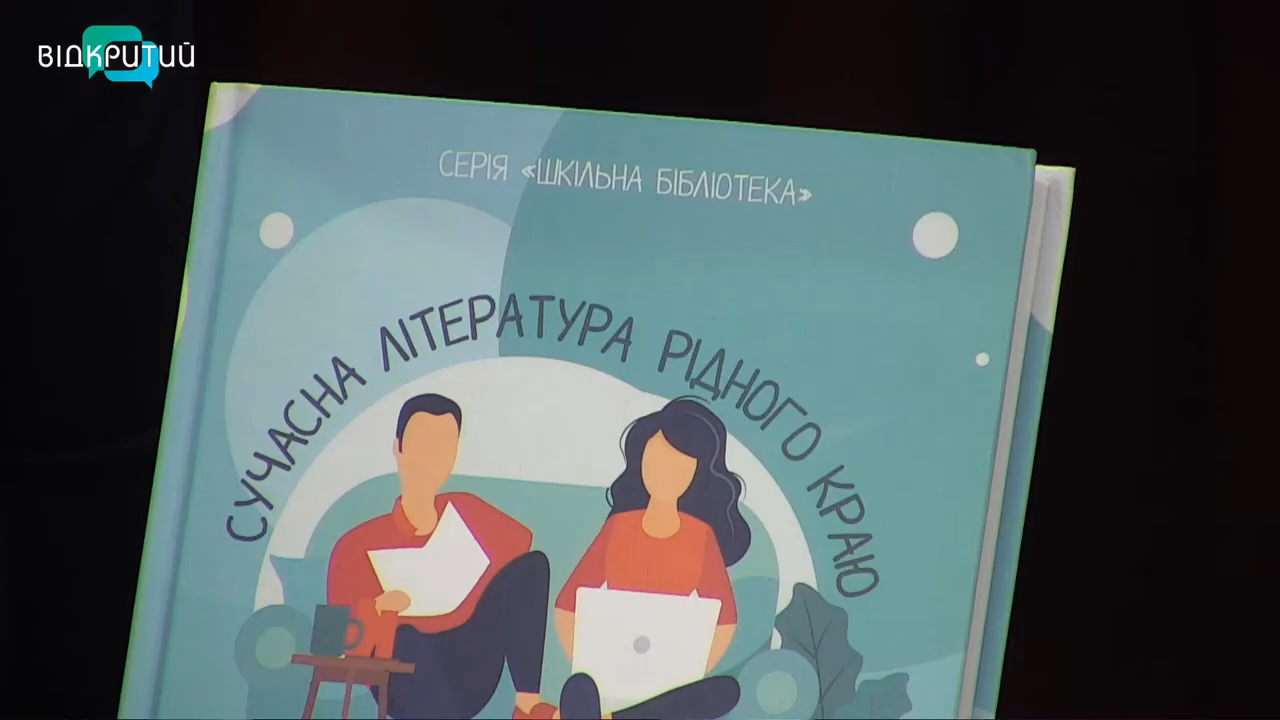 ВІДКРИТИЙ
СЕРІЯ «ШКІЛЬНА БІБЛІОТЕКА»
СУЧАСНА ЛІТЕРАТУРА РІДНОГО КРАЮ